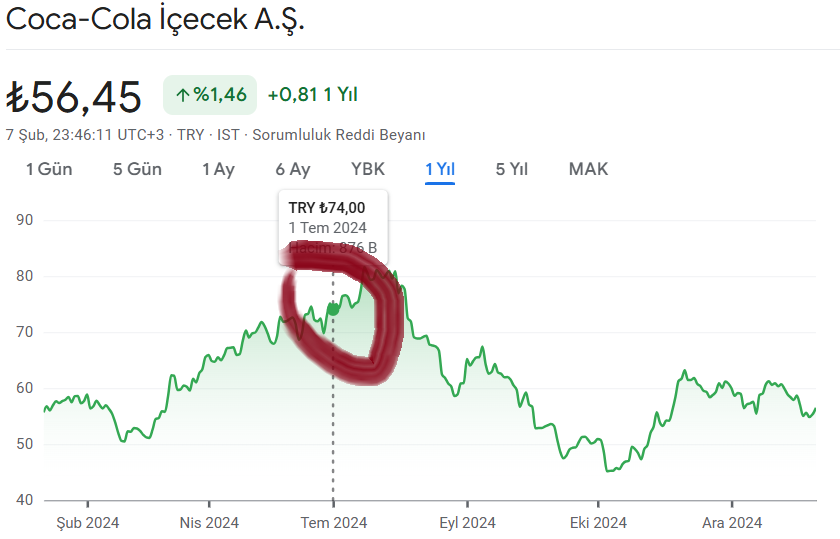 Coca-Cola İçecek A.Ş.
₺56,45 ↑%1,46 +0,81 1 Yıl
7 Şub, 23:46:11 UTC+3 · TRY · IST · Sorumluluk Reddi Beyanı
1 Gün 5 Gün 1 Ay 6 Ay YBK 1 Yıl 5 Yıl MAK
TRY ₺74,00
1 Tem 2024
Hacim: 876 B
90
80
70
60
50
40
Şub 2024 Nis 2024 Tem 2024 Eyl 2024 Eki 2024 Ara 2024